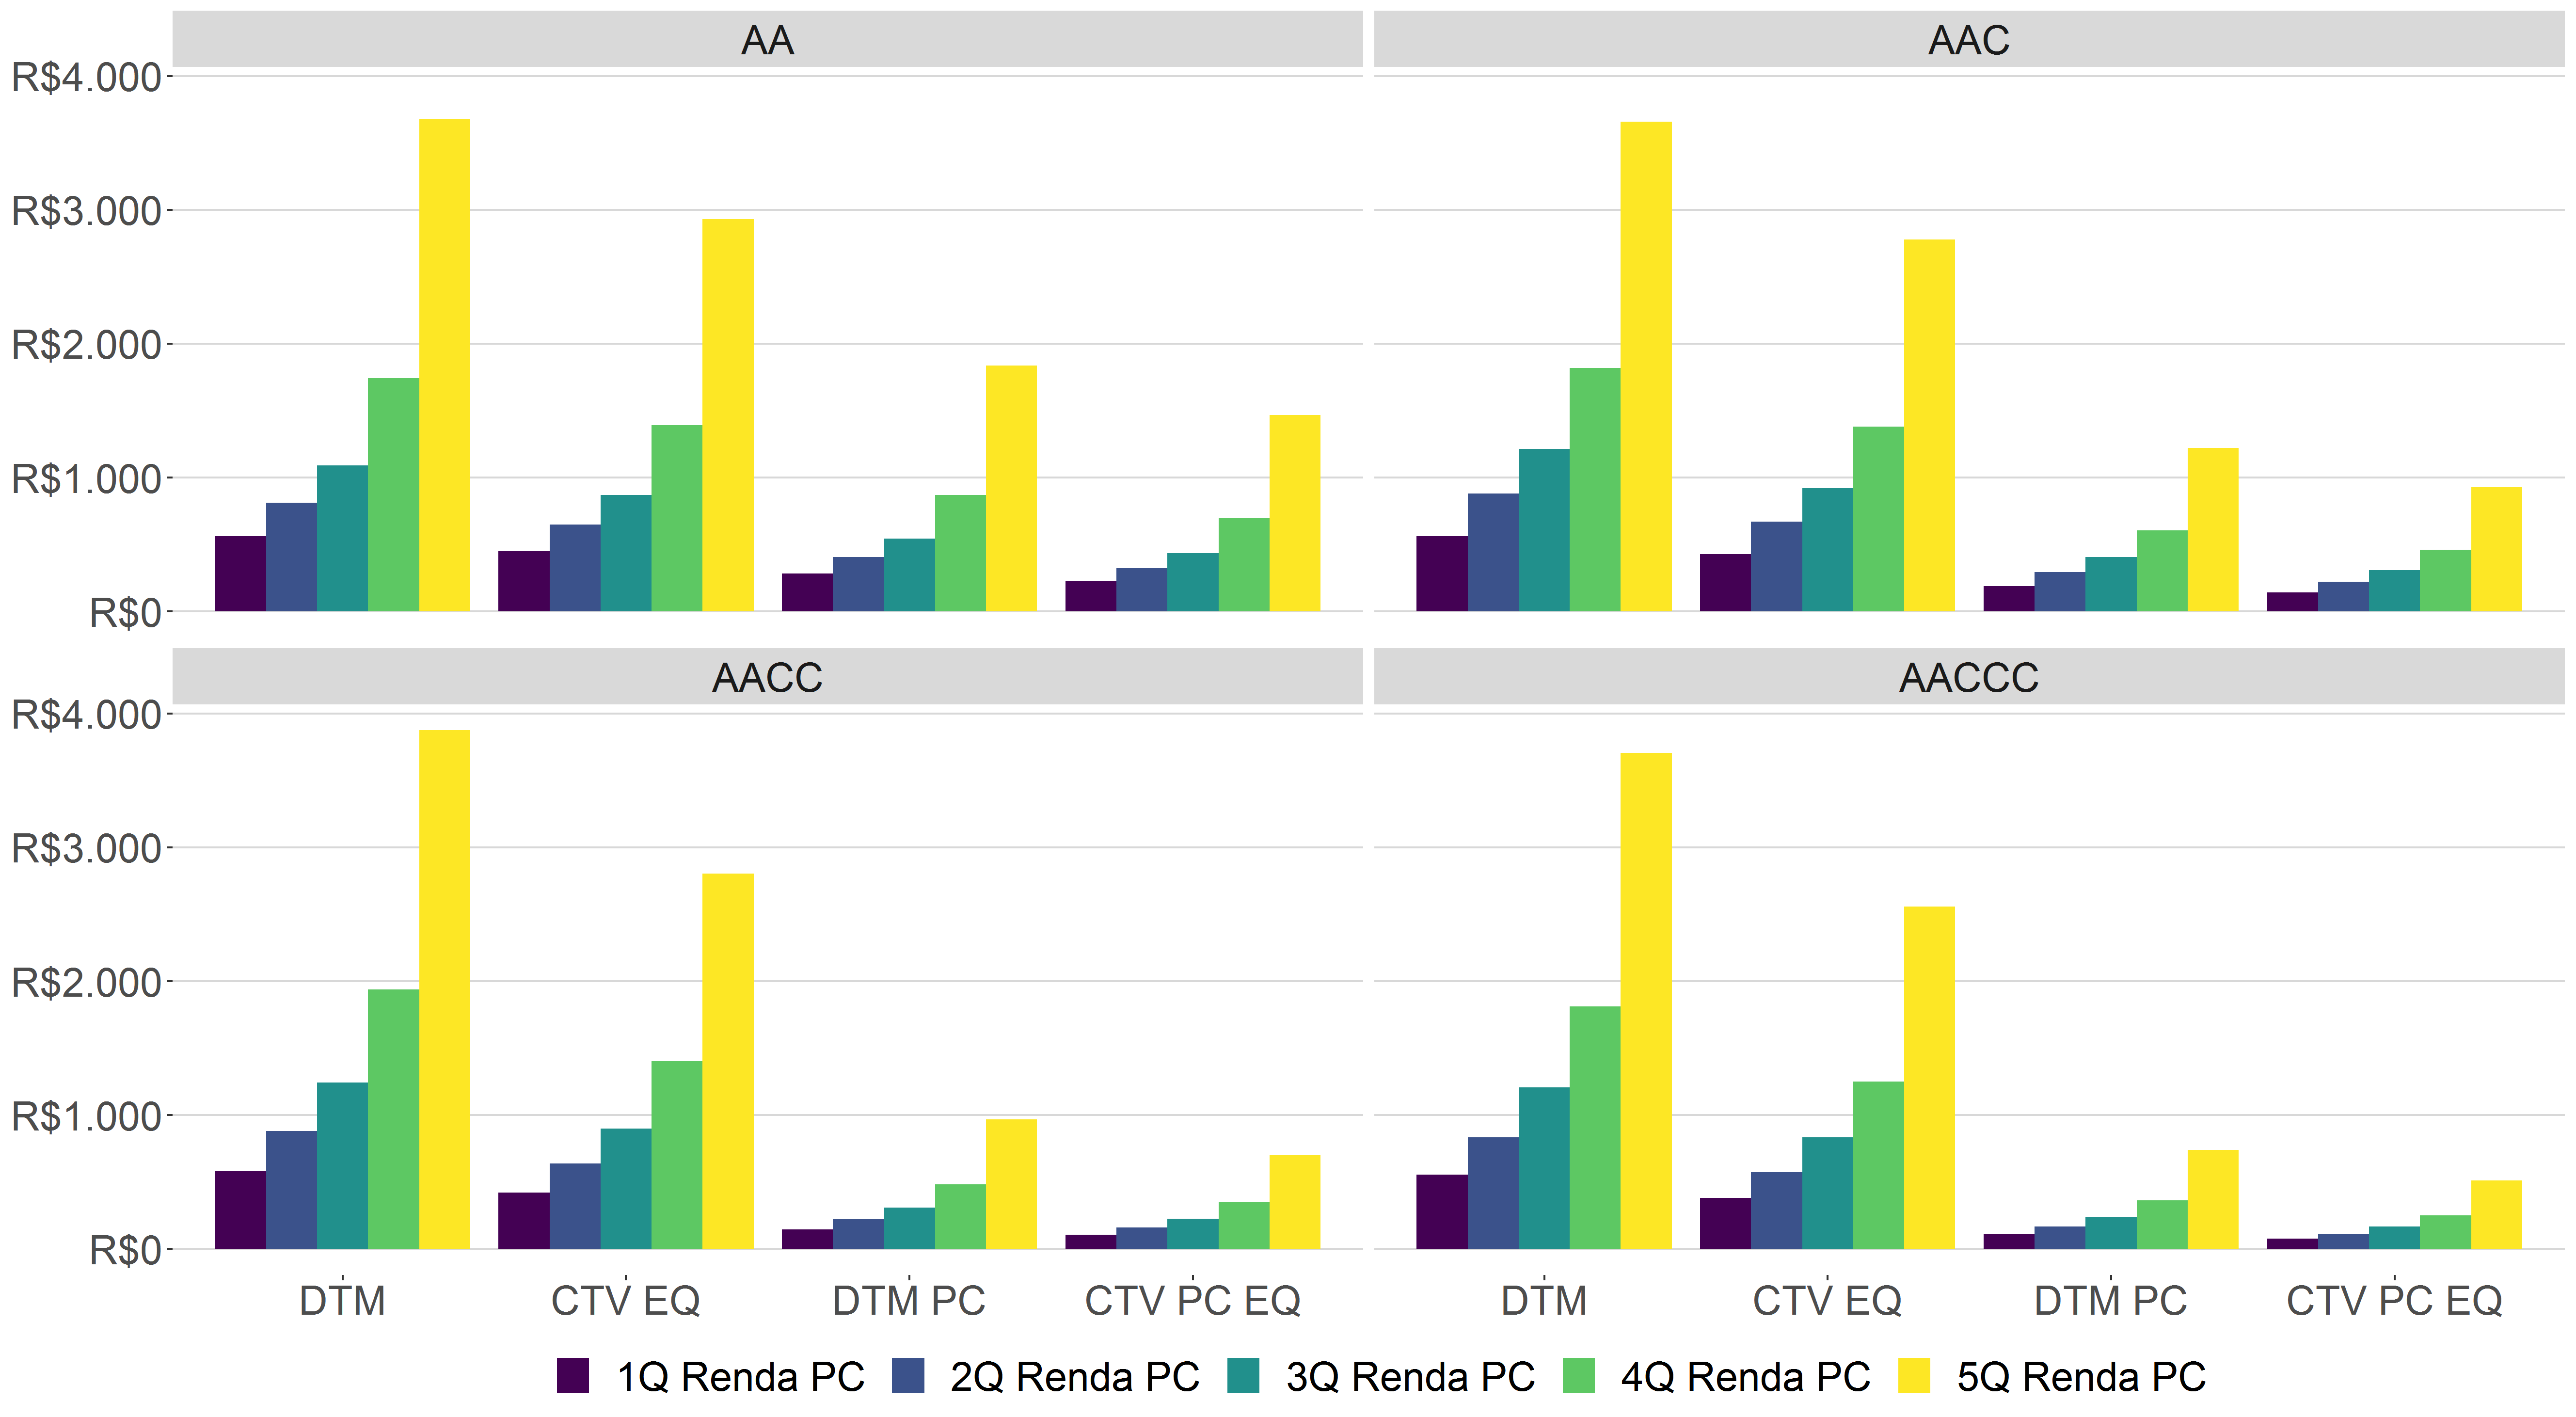 AA
AAC
R$4.000
R$3.000
R$2.000
R$1.000
R$0
AACC
AACCC
R$4.000
R$3.000
R$2.000
R$1.000
R$0
DTM
CTV EQ
DTM PC
CTV PC EQ
DTM
CTV EQ
DTM PC
CTV PC EQ
1Q Renda PC
2Q Renda PC
3Q Renda PC
4Q Renda PC
5Q Renda PC